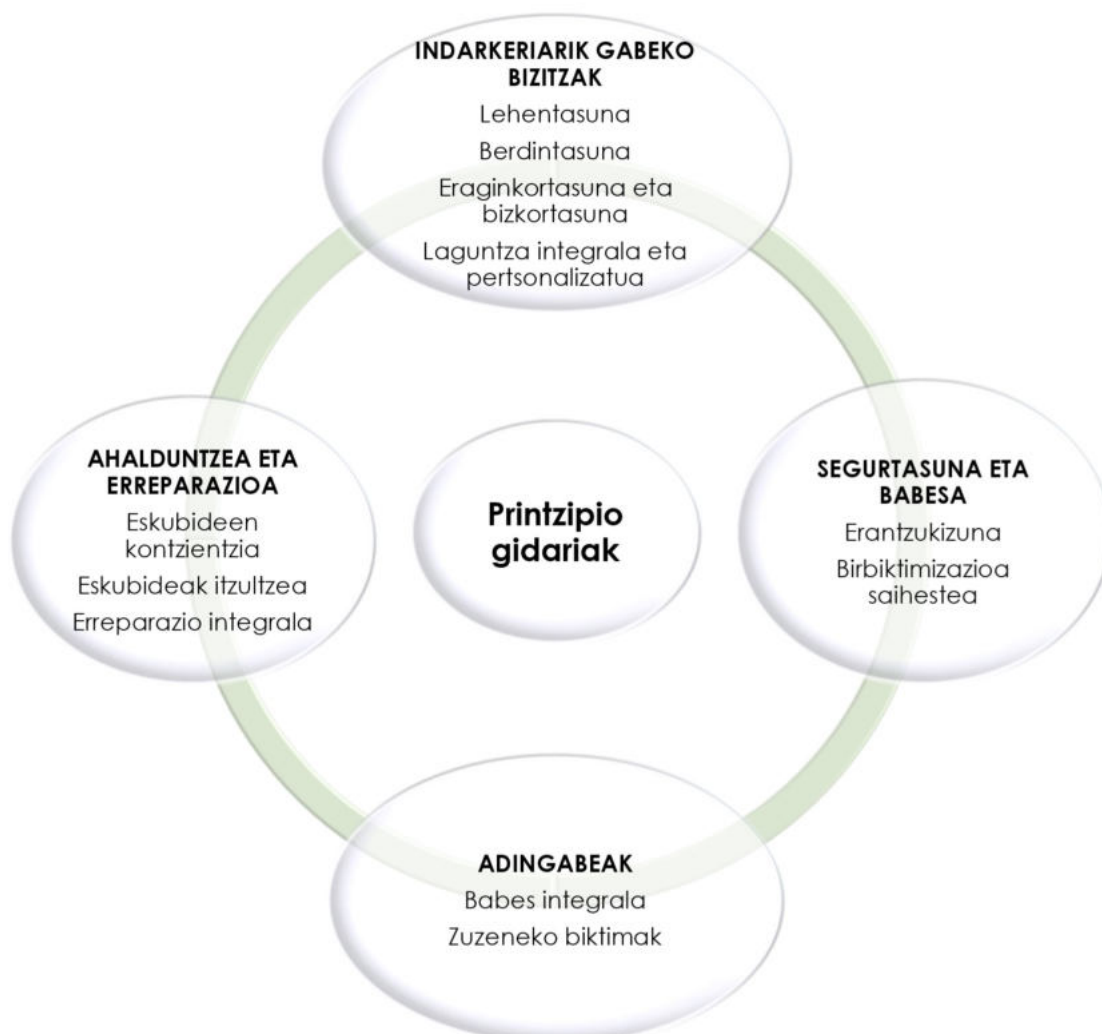 INDARKERIARIK GABEKO
BIZITZAK
Lehentasuna
Berdintasuna
Eraginkortasuna eta
bizkortasuna
Laguntza integrala eta
pertsonalizatua
AHALDUNTZEA ETA
ERREPARAZIOA
Eskubideen
kontzientzia
Eskubideak itzultzea
Erreparazio integrala
Printzipio
gidariak
SEGURTASUNA ETA
BABESA
Erantzukizuna
Birbiktimizazioa
saihestea
ADINGABEAK
Babes integrala
Zuzeneko biktimak